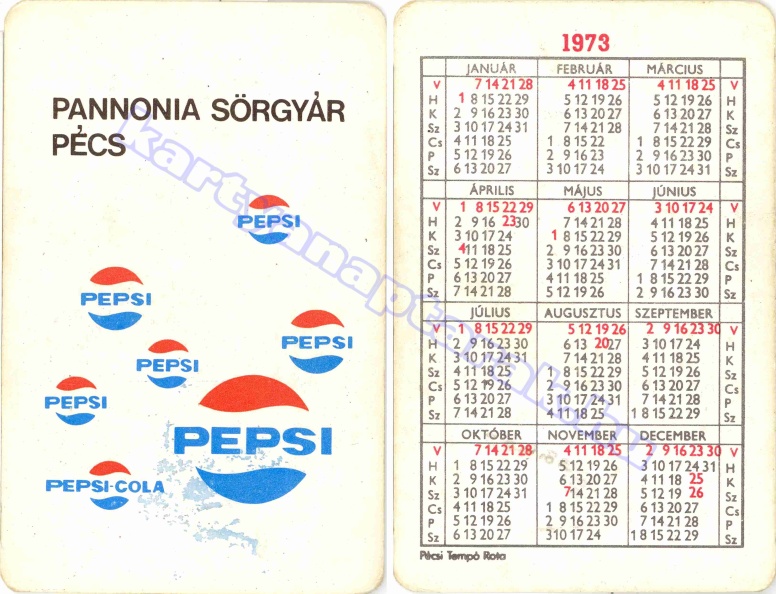 PANNONIA SÖRGYÁR
PÉCS
PEPSI
PEPSI
PEPSI
PEPSI
PEPSI
PEPSI
PEPSI-COLA
kartyanaptarak.hu
1973
JANUÁR FEBRUÁR MÁRCIUS
V 7 14 21 28 4 11 18 25 4 11 18 25 V
H 1 8 15 22 29 5 12 19 26 5 12 19 26 H
K 2 9 16 23 30 6 13 20 27 6 13 20 27 K
Sz 3 10 17 24 31 7 14 21 28 7 14 21 28 Sz
Cs 4 11 18 25 1 8 15 22 1 8 15 22 29 Cs
P 5 12 19 26 2 9 16 23 2 9 16 23 30 P
Sz 6 13 20 27 3 10 17 24 3 10 17 24 31 Sz
ÁPRILIS MÁJUS JÚNIUS
V 1 8 15 22 29 6 13 20 27 3 10 17 24 V
H 2 9 16 23 30 7 14 21 28 4 11 18 25 H
K 3 10 17 24 1 8 15 22 29 5 12 19 26 K
Sz 4 11 18 25 2 9 16 23 30 6 13 20 27 Sz
Cs 5 12 19 26 3 10 17 24 31 7 14 21 28 Cs
P 6 13 20 27 4 11 18 25 1 8 15 22 29 P
Sz 7 14 21 28 5 12 19 26 2 9 16 23 30 Sz
JÚLIUS AUGUSZTUS SZEPTEMBER
V 1 8 15 22 29 5 12 19 26 2 9 16 23 30 V
H 2 9 16 23 30 6 13 20 27 3 10 17 24 H
K 3 10 17 24 31 7 14 21 28 4 11 18 25 K
Sz 4 11 18 25 1 8 15 22 29 5 12 19 26 Sz
Cs 5 12 19 26 2 9 16 23 30 6 13 20 27 Cs
P 6 13 20 27 3 10 17 24 31 7 14 21 28 P
Sz 7 14 21 28 4 11 18 25 1 8 15 22 29 Sz
OKTÓBER NOVEMBER DECEMBER
V 7 14 21 28 4 11 18 25 2 9 16 23 30 V
H 1 8 15 22 29 5 12 19 26 3 10 17 24 31 H
K 2 9 16 23 30 6 13 20 27 4 11 18 25 K
Sz 3 10 17 24 31 7 14 21 28 5 12 19 26 Sz
Cs 4 11 18 25 1 8 15 22 29 6 13 20 27 Cs
P 5 12 19 26 2 9 16 23 30 7 14 21 28 P
Sz 6 13 20 27 3 10 17 24 1 8 15 22 29 Sz
Pécsi Tempó Rota